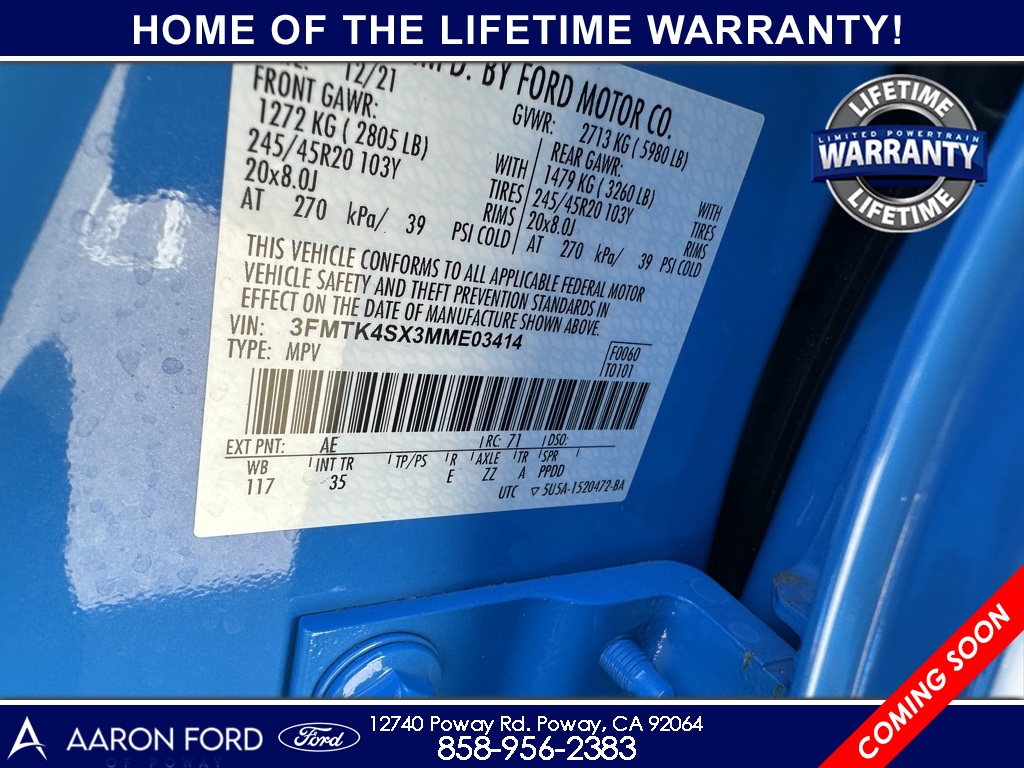 HOME OF THE LIFETIME WARRANTY!
LIFETIME
LIMITED POWERTRAIN
WARRANTY
LIFETIME
12/21
BY FORD MOTOR CO.
FRONT GAWR:
1272 KG ( 2805 LB)
245/45R20 103Y
20x8.0J
AT 270 kPa/ 39 PSI COLD
WITH
TIRES
RIMS
GVWR: 2713 KG ( 5980 LB)
REAR GAWR:
1479 KG ( 3260 LB)
245/45R20 103Y
20x8.0J
AT 270 kPa/ 39 PSI COLD
WITH
TIRES
RIMS
THIS VEHICLE CONFORMS TO ALL APPLICABLE FEDERAL MOTOR
VEHICLE SAFETY AND THEFT PREVENTION STANDARDS IN
EFFECT ON THE DATE OF MANUFACTURE SHOWN ABOVE.
VIN: 3FMTK4SX3MME03414
TYPE: MPV
F0060
T0101
EXT PNT: AE RC: 71 DSO:
WB INT TR TP/PS R AXLE TR SPR
117 35 E ZZ A PPDD
UTC ▽ 5U5A-1520472-BA
COMING SOON
AARON FORD
OF POWAY
Ford
12740 Poway Rd. Poway, CA 92064
858-956-2383